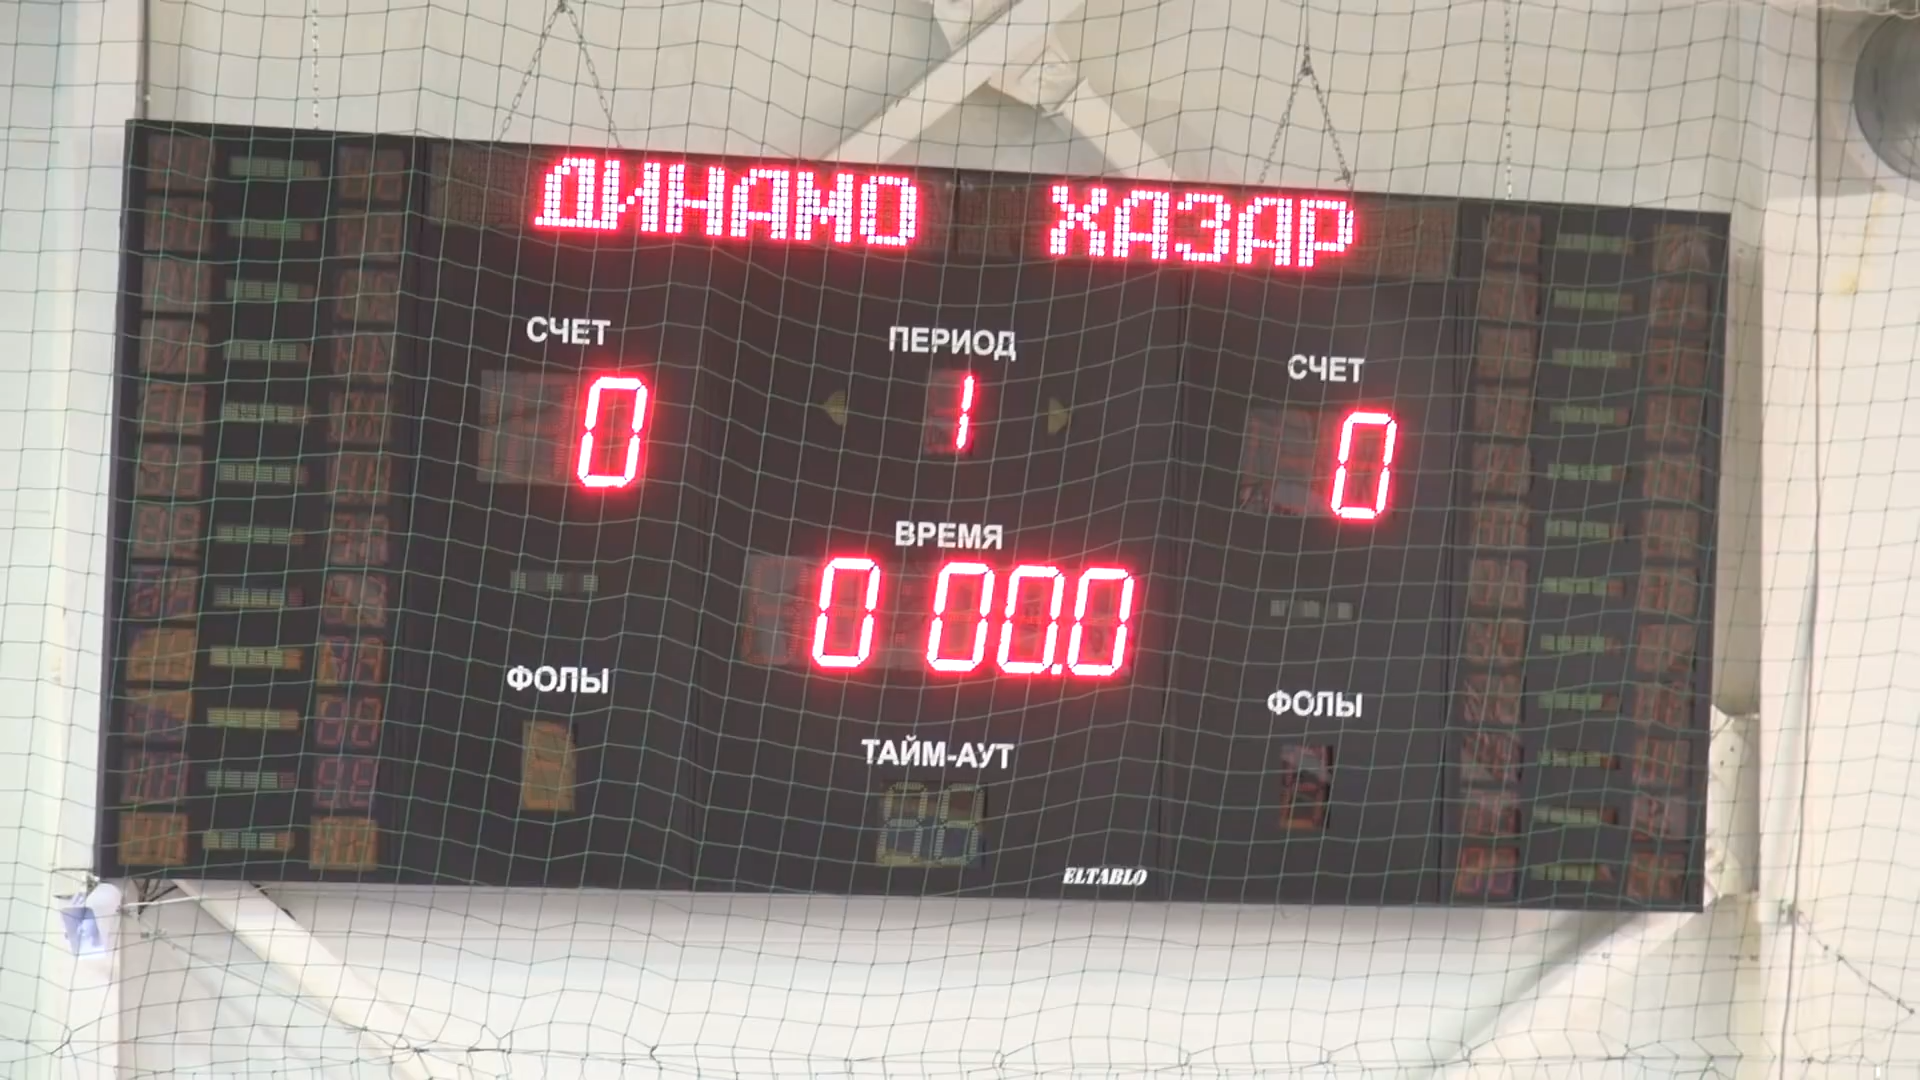 ДИНАМО ХАЗАР
СЧЕТ ПЕРИОД СЧЕТ
0 1 0
ВРЕМЯ
0 00.0
ФОЛЫ ФОЛЫ
ТАЙМ-АУТ
ELTABLO